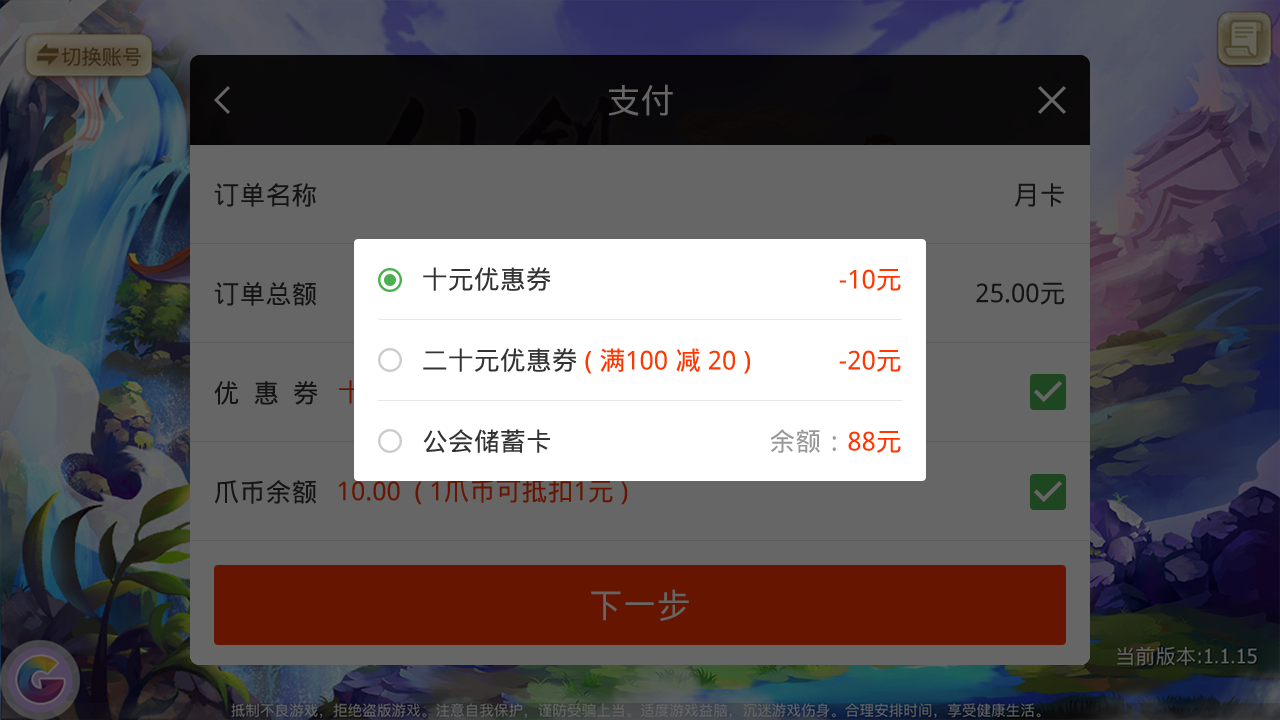 切换账号
支付
订单名称 月卡
订单总额 25.00元
十元优惠券 -10元
二十元优惠券 ( 满100 减 20 ) -20元
公会储蓄卡 余额：88元
优 惠 券 十
爪币余额 10.00 ( 1爪币可抵扣1元 )
下一步
当前版本:1.1.15
抵制不良游戏，拒绝盗版游戏。注意自我保护，谨防受骗上当。适度游戏益脑，沉迷游戏伤身。合理安排时间，享受健康生活。